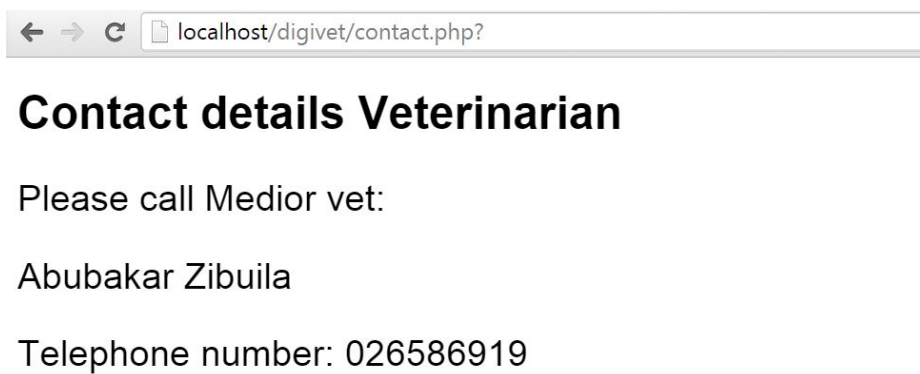 localhost/digivet/contact.php?
Contact details Veterinarian
Please call Medior vet:
Abubakar Zibuila
Telephone number: 026586919